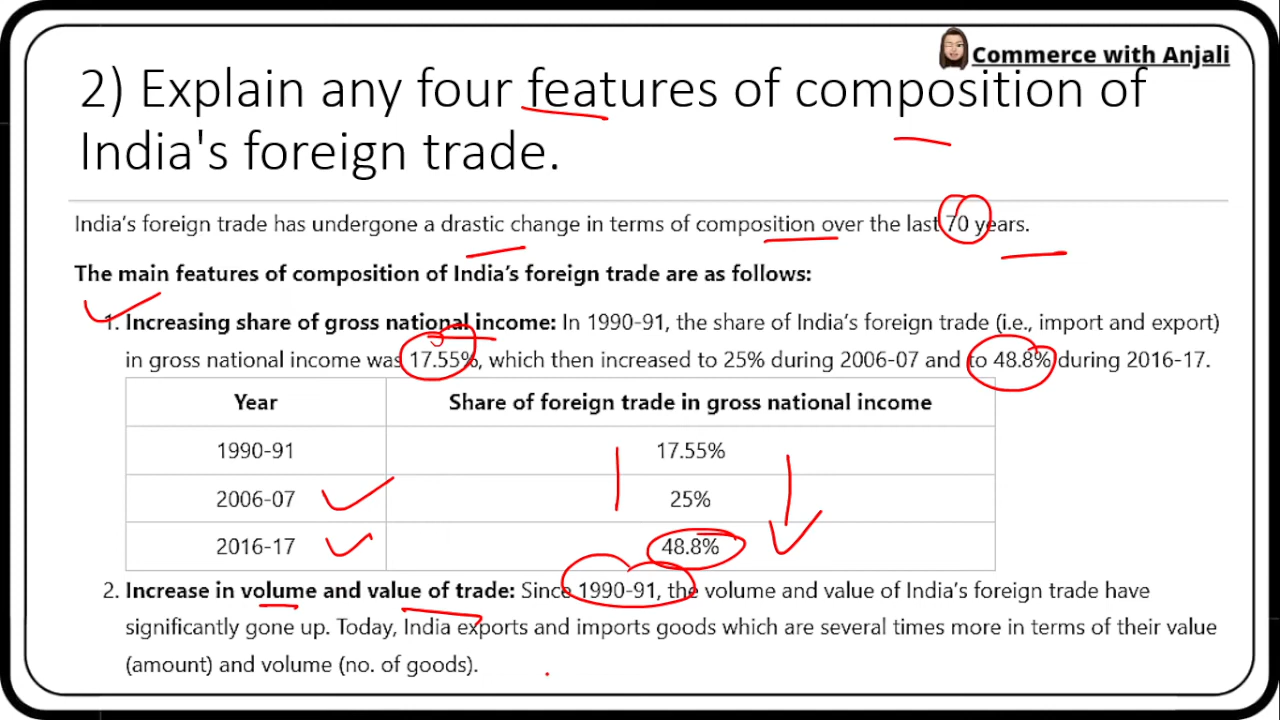 Commerce with Anjali
2) Explain any four features of composition of
India's foreign trade.
India's foreign trade has undergone a drastic change in terms of composition over the last 70 years.
The main features of composition of India's foreign trade are as follows:
1. Increasing share of gross national income: In 1990-91, the share of India's foreign trade (i.e., import and export)
in gross national income was 17.55%, which then increased to 25% during 2006-07 and to 48.8% during 2016-17.
Year Share of foreign trade in gross national income
1990-91 17.55%
2006-07 25%
2016-17 48.8%
2. Increase in volume and value of trade: Since 1990-91, the volume and value of India's foreign trade have
significantly gone up. Today, India exports and imports goods which are several times more in terms of their value
(amount) and volume (no. of goods).